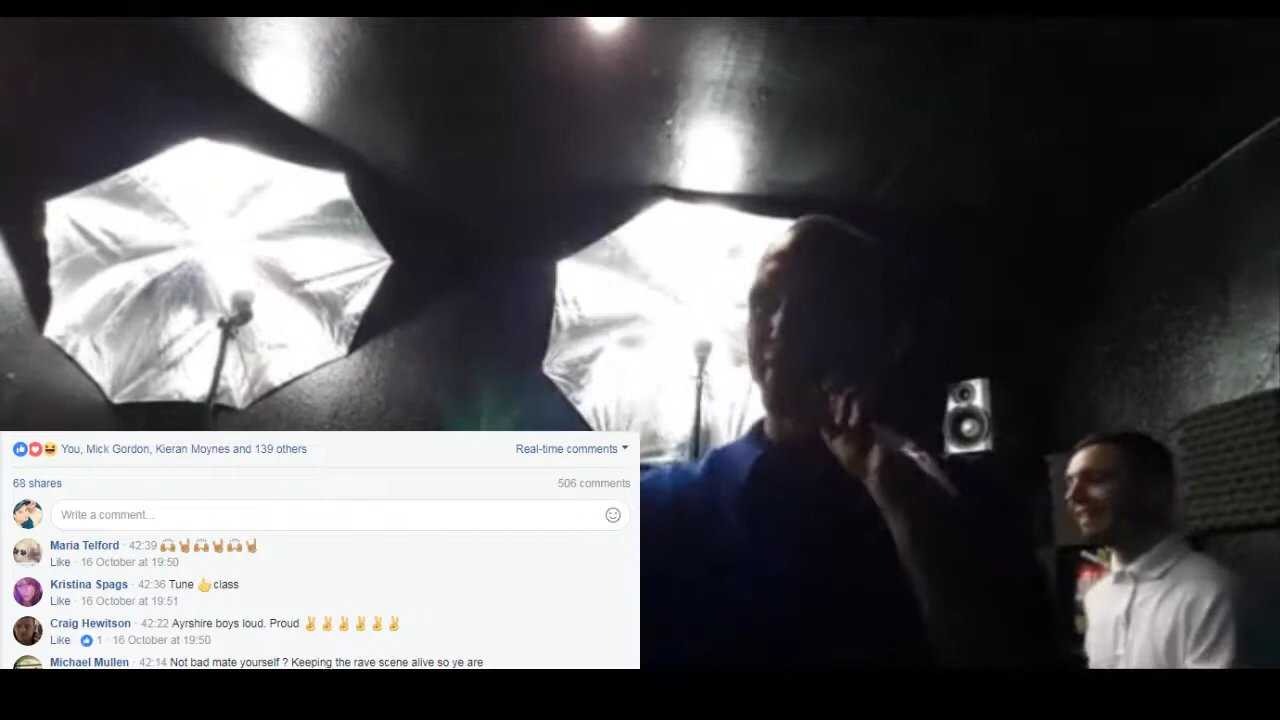 You, Mick Gordon, Kieran Moynes and 139 others Real-time comments
68 shares 506 comments
Write a comment...
Maria Telford · 42:39 🙌🤘🙌🤘🙌🤘
Like · 16 October at 19:50
Kristina Spags · 42:36 Tune 👍 class
Like · 16 October at 19:51
Craig Hewitson · 42:22 Ayrshire boys loud. Proud ✌✌✌✌✌✌
Like · 1 · 16 October at 19:50
Michael Mullen · 42:14 Not bad mate yourself ? Keeping the rave scene alive so ye are